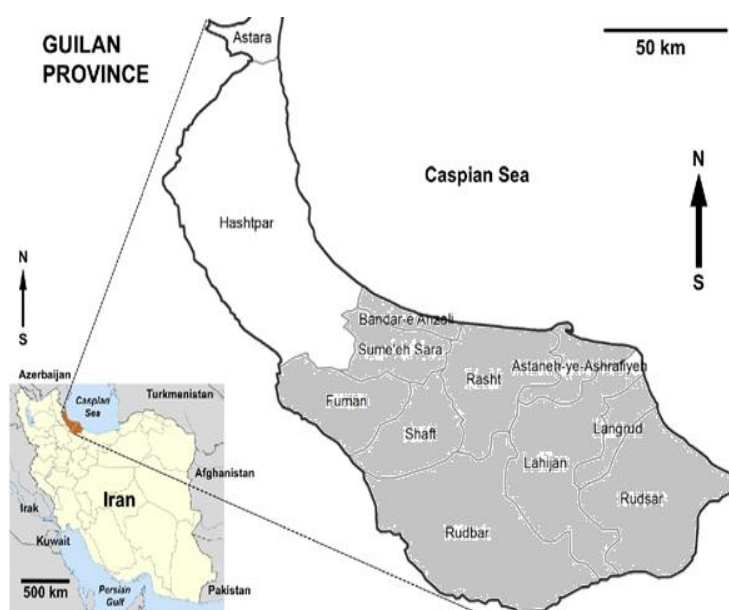 GUILAN
PROVINCE
Astara
50 km
N
S
Caspian Sea
Hashtpar
Bandar-e Anzali
Sume'eh Sara
Rasht
Astaneh-ye-Ashrafiyeh
Fuman
Shaft
Langrud
Lahijan
Rudsar
Rudbar
N
S
Azerbaijan
Caspian
Sea
Turkmenistan
Afghanistan
Iran
Irak
Kuwait
500 km
Persian
Gulf
Pakistan